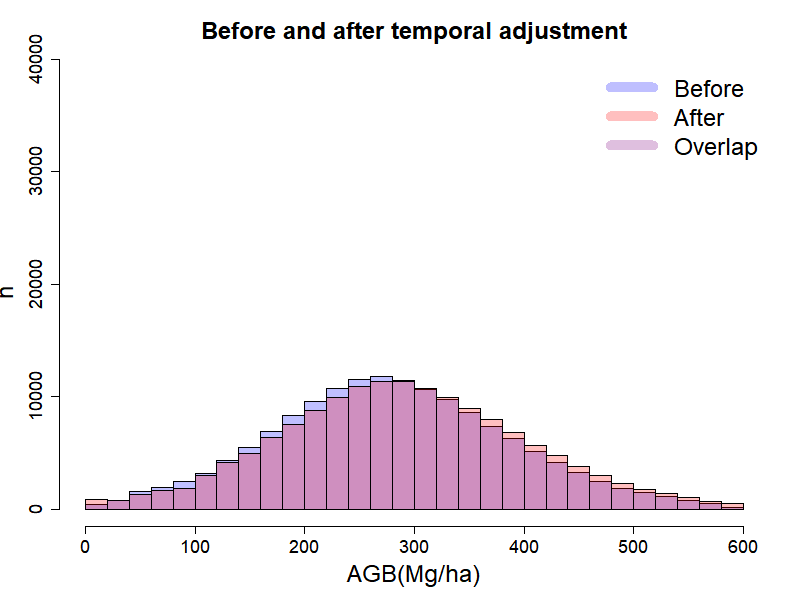 Before and after temporal adjustment
Before
After
Overlap
40000
30000
20000
10000
0
n
0 100 200 300 400 500 600
AGB(Mg/ha)